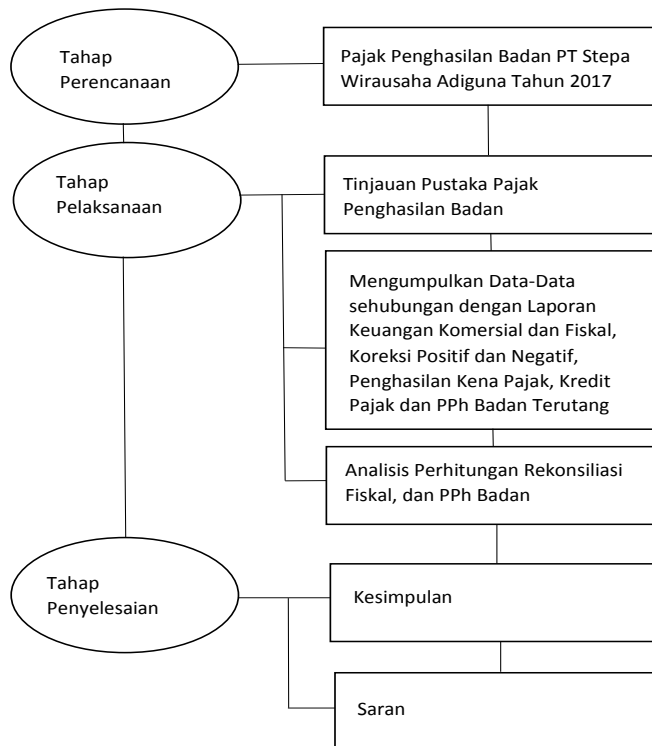 Tahap
Perencanaan
Pajak Penghasilan Badan PT Stepa
Wirausaha Adiguna Tahun 2017
Tahap
Pelaksanaan
Tinjauan Pustaka Pajak
Penghasilan Badan
Mengumpulkan Data-Data
sehubungan dengan Laporan
Keuangan Komersial dan Fiskal,
Koreksi Positif dan Negatif,
Penghasilan Kena Pajak, Kredit
Pajak dan PPh Badan Terutang
Analisis Perhitungan Rekonsiliasi
Fiskal, dan PPh Badan
Tahap
Penyelesaian
Kesimpulan
Saran